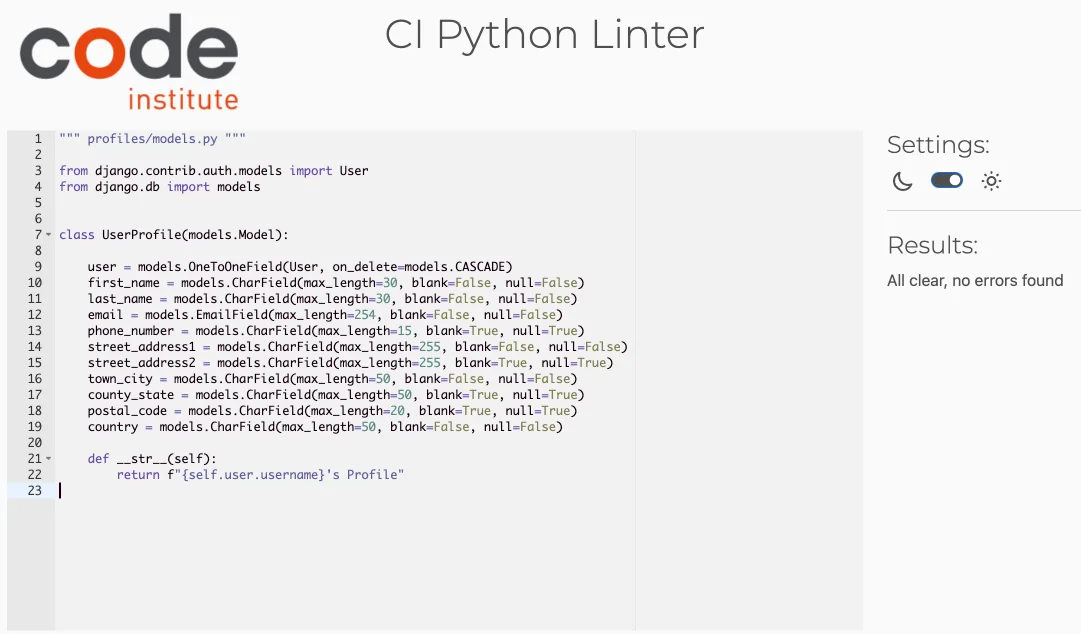 code
institute
CI Python Linter
1 """ profiles/models.py """
2
3 from django.contrib.auth.models import User
4 from django.db import models
5
6
7 class UserProfile(models.Model):
8
9     user = models.OneToOneField(User, on_delete=models.CASCADE)
10     first_name = models.CharField(max_length=30, blank=False, null=False)
11     last_name = models.CharField(max_length=30, blank=False, null=False)
12     email = models.EmailField(max_length=254, blank=False, null=False)
13     phone_number = models.CharField(max_length=15, blank=True, null=True)
14     street_address1 = models.CharField(max_length=255, blank=False, null=False)
15     street_address2 = models.CharField(max_length=255, blank=True, null=True)
16     town_city = models.CharField(max_length=50, blank=False, null=False)
17     county_state = models.CharField(max_length=50, blank=True, null=True)
18     postal_code = models.CharField(max_length=20, blank=True, null=True)
19     country = models.CharField(max_length=50, blank=False, null=False)
20
21     def __str__(self):
22         return f"{self.user.username}'s Profile"
23
Settings:
Results:
All clear, no errors found